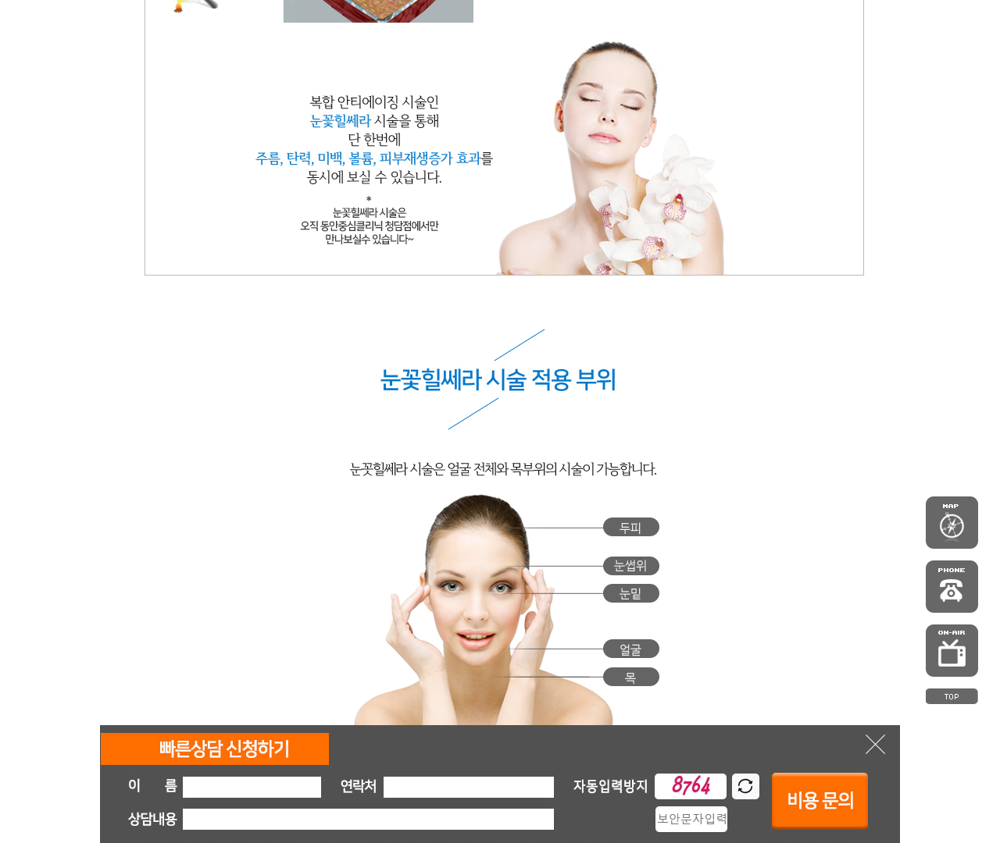 복합 안티에이징 시술인
눈꽃힐쎄라 시술을 통해
단 한번에
주름, 탄력, 미백, 볼륨, 피부재생증가 효과를
동시에 보실 수 있습니다.
*
눈꽃힐쎄라 시술은
오직 동안중심클리닉 청담점에서만
만나보실수 있습니다~
눈꽃힐쎄라 시술 적용 부위
눈꼿힐쎄라 시술은 얼굴 전체와 목부위의 시술이 가능합니다.
두피
눈썹위
눈밑
얼굴
목
MAP
PHONE
ON-AIR
TOP
빠른상담 신청하기
이 름
연락처
자동입력방지
8764
비용 문의
상담내용
보안문자입력